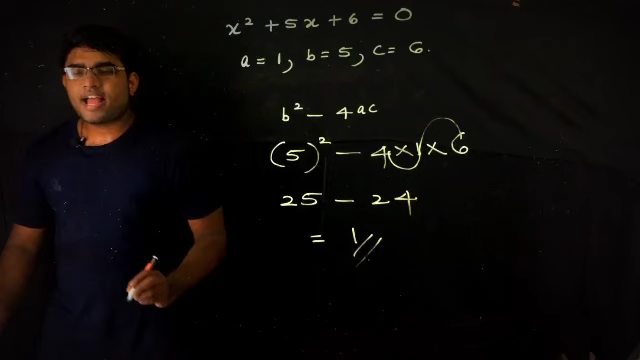 x² + 5x + 6 = 0
a = 1, b = 5, c = 6.
b² - 4ac
(5)² - 4×1×6
25 - 24
= 1//